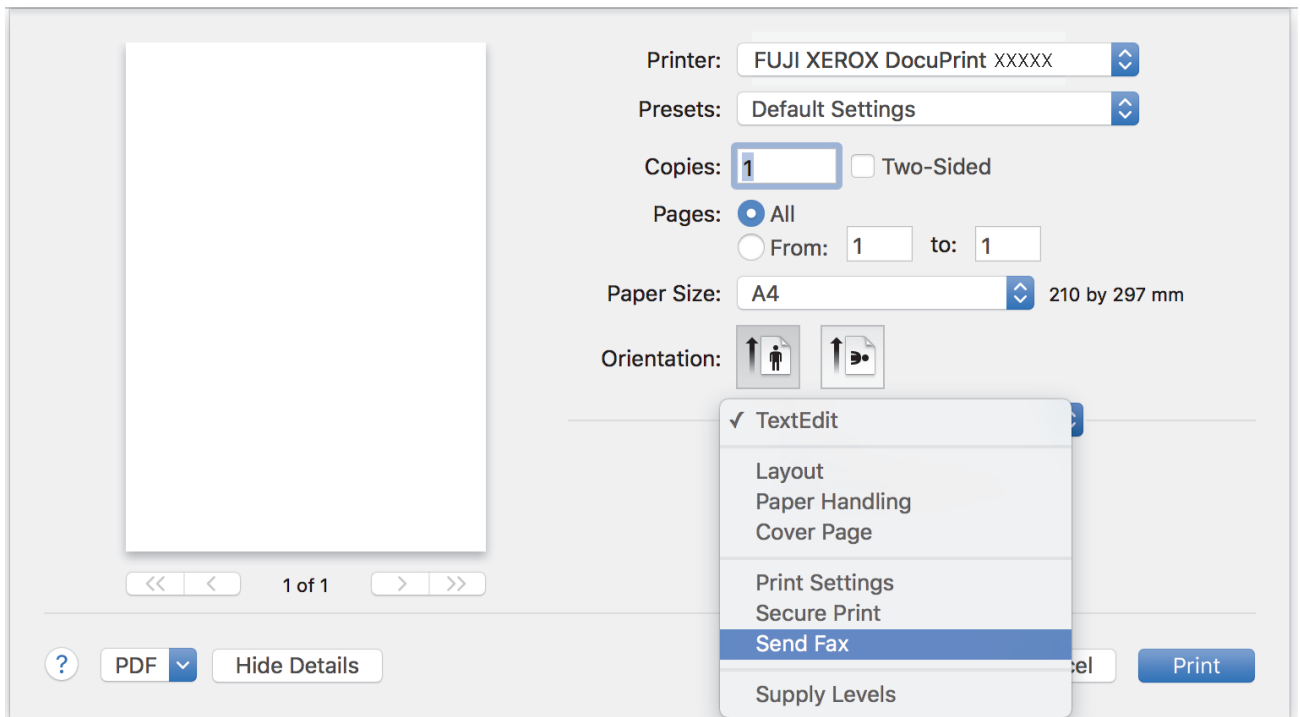 Printer: FUJI XEROX DocuPrint XXXXX
Presets: Default Settings
Copies: 1 Two-Sided
Pages: All
From: 1 to: 1
Paper Size: A4 210 by 297 mm
Orientation:
✓ TextEdit
Layout
Paper Handling
Cover Page
Print Settings
Secure Print
Send Fax
Supply Levels
<< < 1 of 1 > >>
? PDF Hide Details cel Print